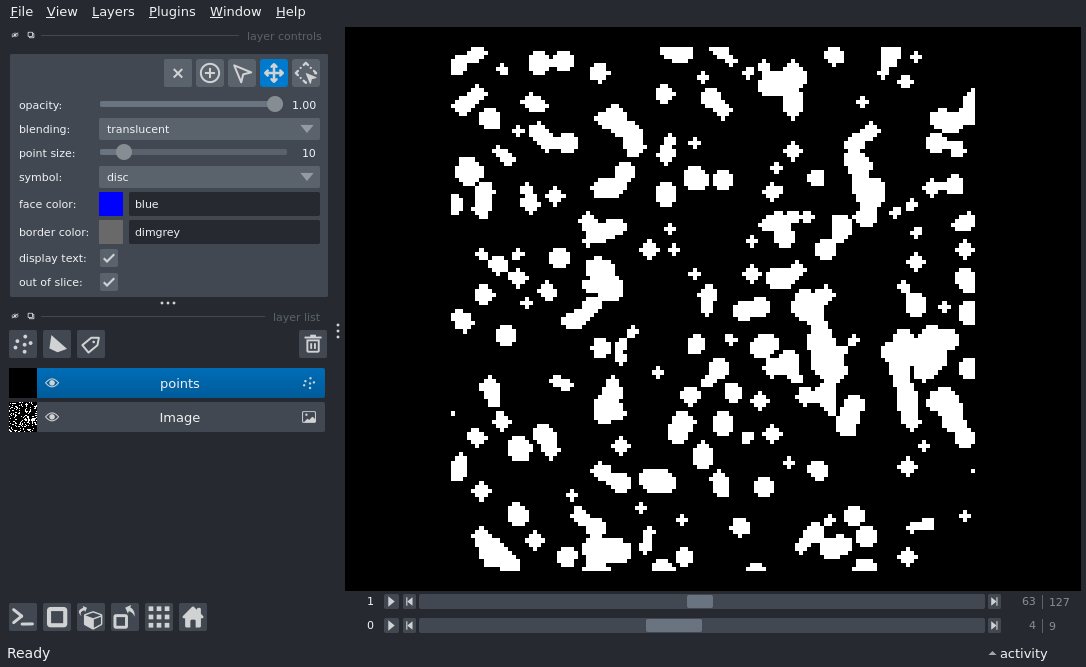 File View Layers Plugins Window Help
layer controls
opacity: 1.00
blending: translucent
point size: 10
symbol: disc
face color: blue
border color: dimgrey
display text:
out of slice:
layer list
points
Image
1 63 127
0 4 9
Ready activity